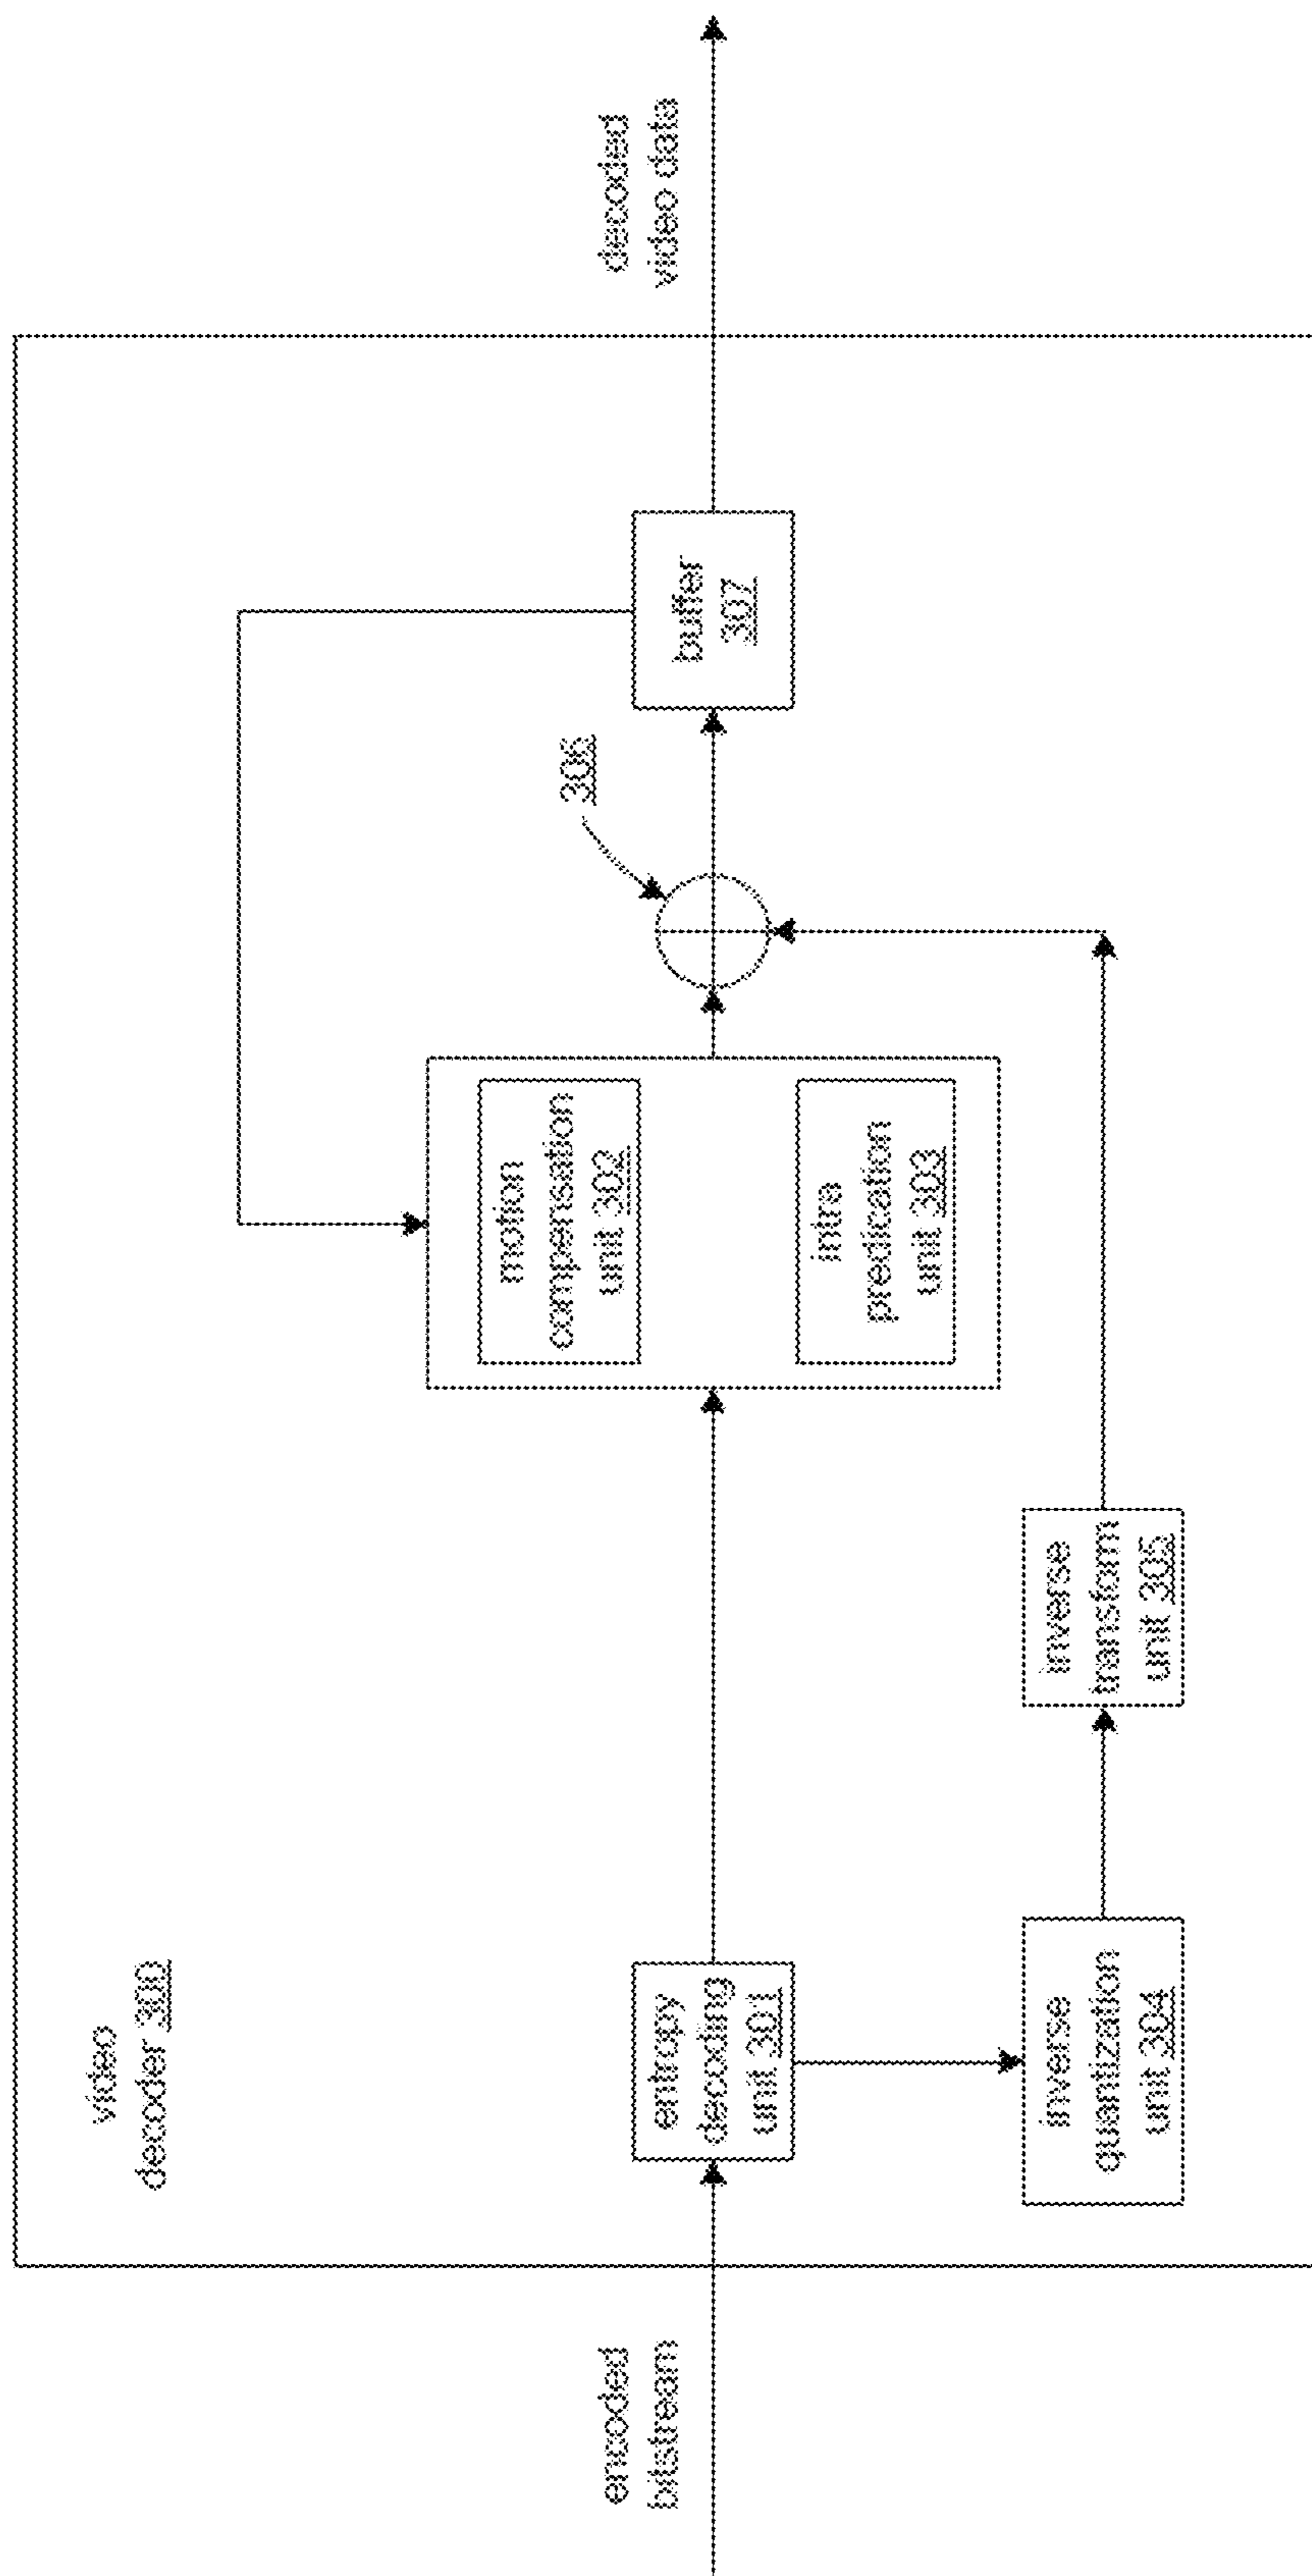 video
decoder 300
encoded
bitstream
entropy
decoding
unit 301
inverse
quantization
unit 304
inverse
transform
unit 305
motion
compensation
unit 302
intra
predication
unit 303
306
buffer
307
decoded
video data